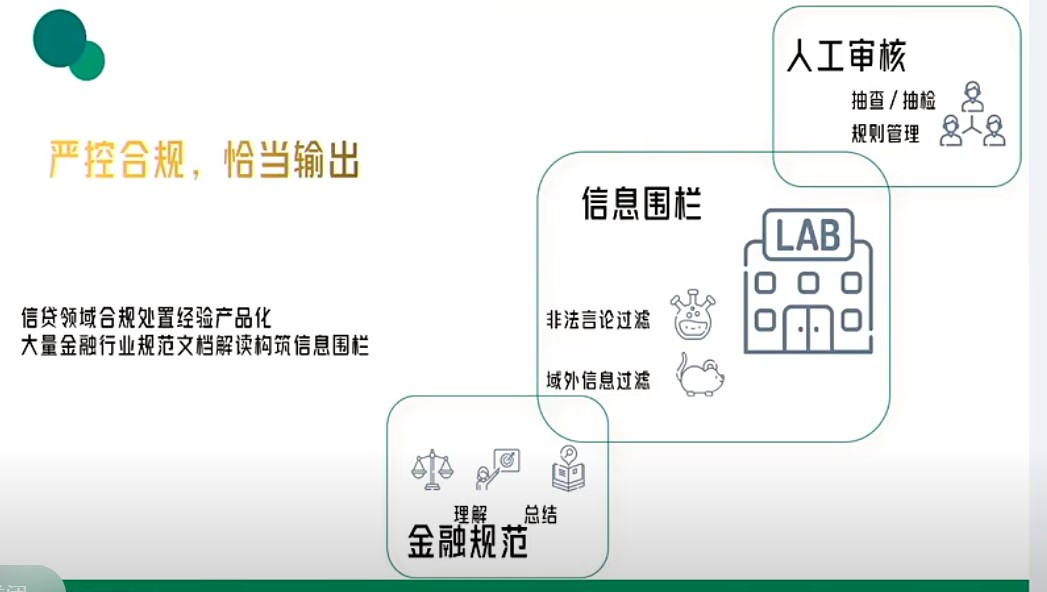 人工审核
抽查/抽检
规则管理
严控合规，恰当输出
信息围栏
LAB
信贷领域合规处置经验产品化
大量金融行业规范文档解读构筑信息围栏
非法言论过滤
域外信息过滤
理解 总结
金融规范